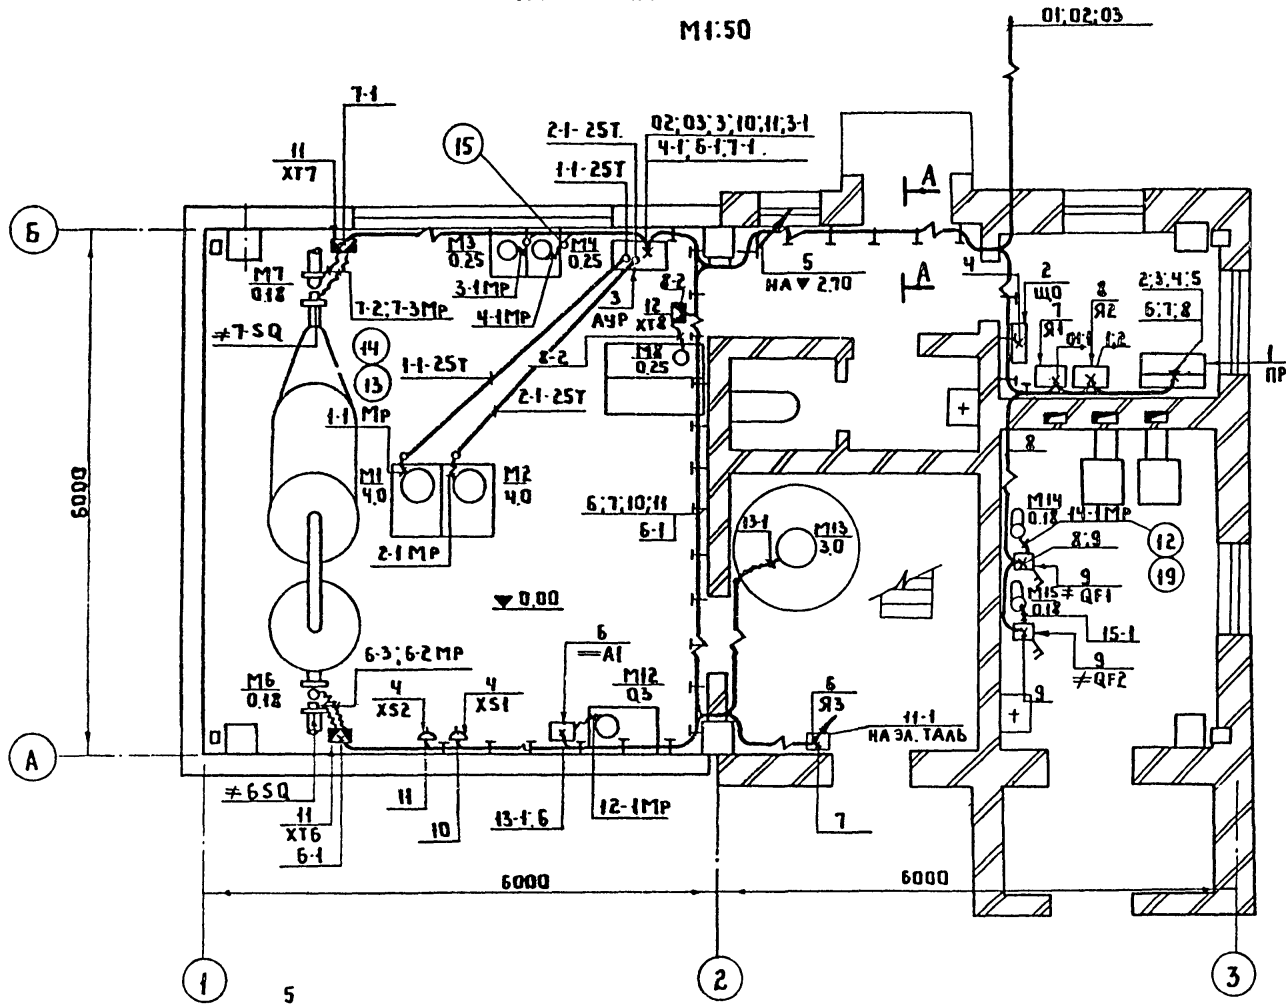 М1:50
01;02;03
7-1
2-1-25Т.
02;03;3;10;11;3-1
4-1;6-1;7-1.
15
11
ХТ7
1-1-25Т
А
Б
М3
0.25
М4
0.25
М7
0.18
3-1МР
4-1МР
3
АУР
8-2
12
ХТ8
5
НА ▼ 2.70
А
4
2
ЩО
7
Я1
8
Я2
01;1
1;2
2;3;4;5
6;7;8
1
ПР
7-2;7-3МР
≠7-SQ
14
13
1-1-25Т
8-2
М8
0.25
2-1-25Т
1-1 МР
М1
4.0
М2
4.0
2-1МР
6000
6;7;10;11
6-1
13-1
М13
3.0
8
М14
0.18
14-1МР
12
8;9
19
9
≠QF1
М15
0.18
15-1
9
≠QF2
9
▼ 0.00
6-3;6-2МР
М6
0.18
4
ХS2
4
ХS1
6
=А1
М12
0.3
6
Я3
11-1
НА ЭЛ. ТАЛЬ
А
≠6SQ
11
ХТ6
6-1
11
10
13-1;6
12-1МР
7
6000
6000
1
2
3
5